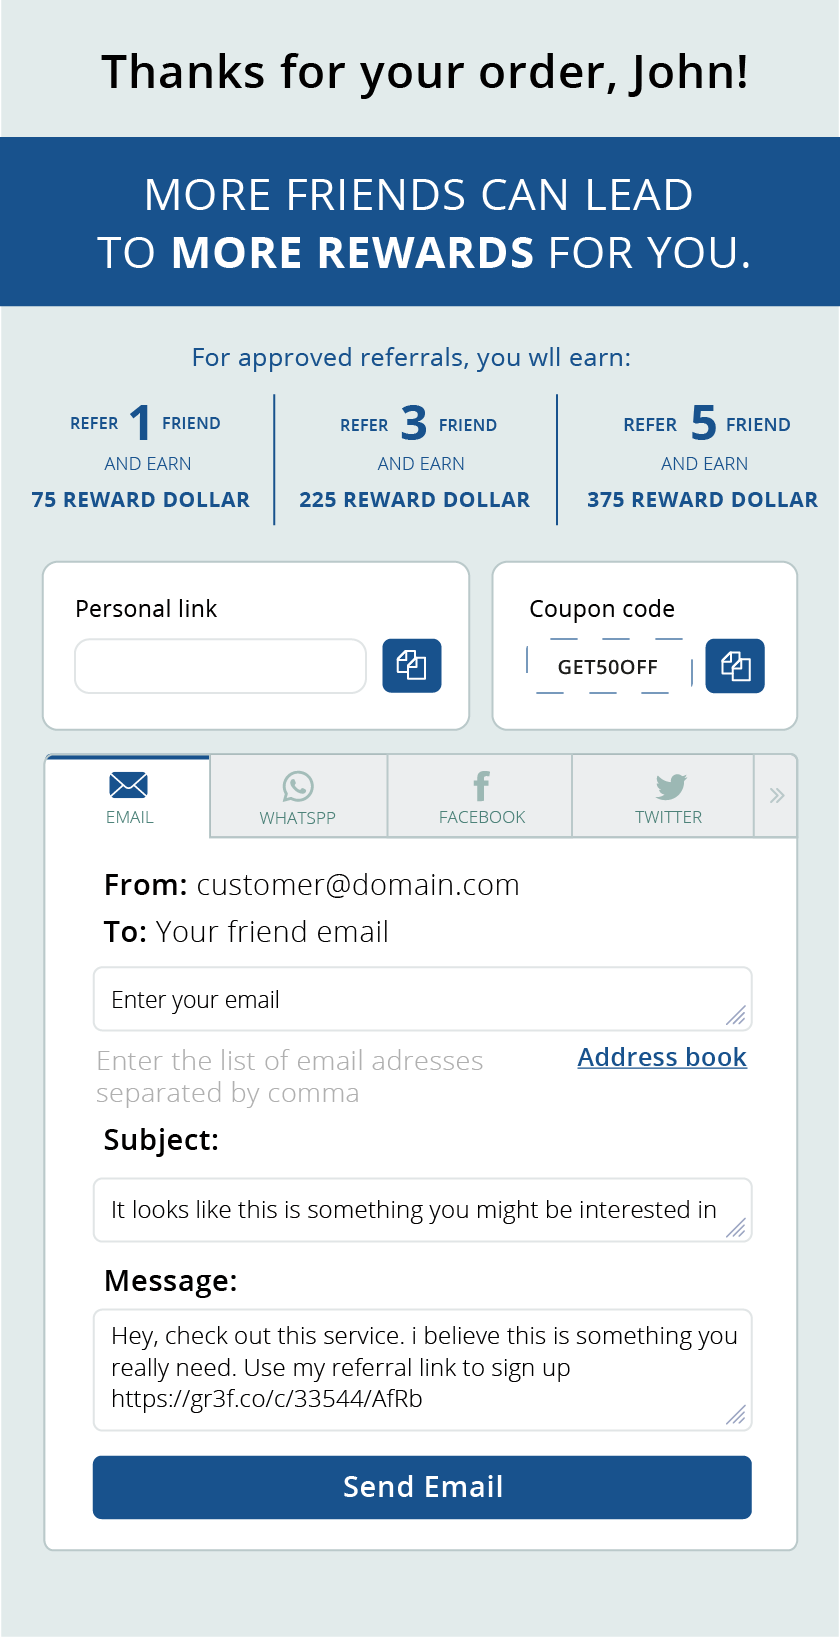 Thanks for your order, John!
MORE FRIENDS CAN LEAD
TO MORE REWARDS FOR YOU.
For approved referrals, you wll earn:
REFER 1 FRIEND
AND EARN
75 REWARD DOLLAR
REFER 3 FRIEND
AND EARN
225 REWARD DOLLAR
REFER 5 FRIEND
AND EARN
375 REWARD DOLLAR
Personal link
Coupon code
GET50OFF
EMAIL
WHATSPP
FACEBOOK
TWITTER
»
From: customer@domain.com
To: Your friend email
Enter your email
Enter the list of email adresses
separated by comma
Address book
Subject:
It looks like this is something you might be interested in
Message:
Hey, check out this service. i believe this is something you
really need. Use my referral link to sign up
https://gr3f.co/c/33544/AfRb
Send Email